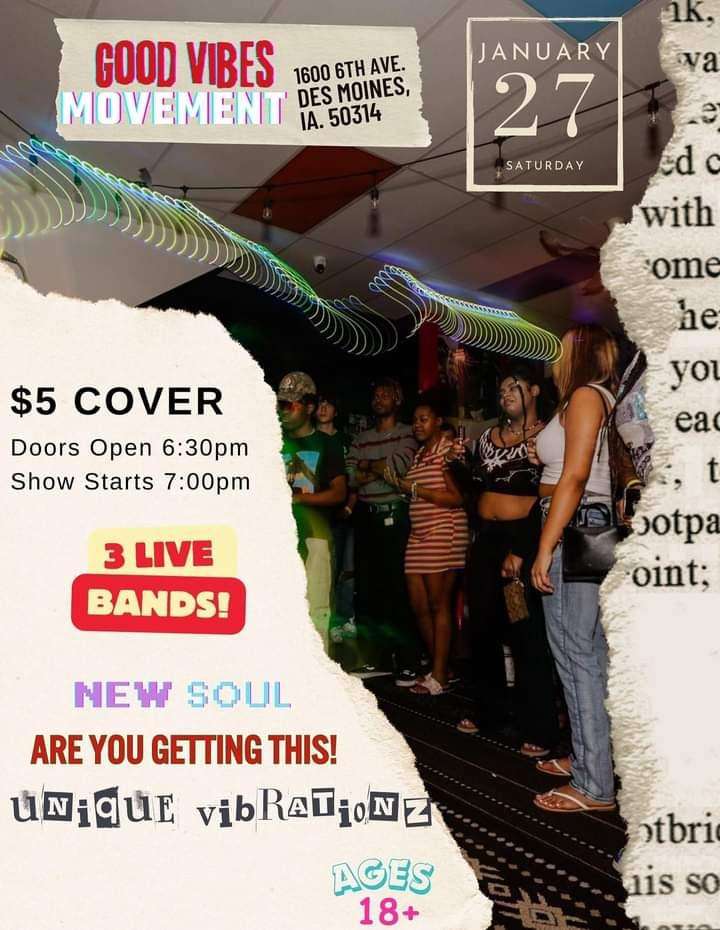 GOOD VIBES
MOVEMENT
1600 6TH AVE.
DES MOINES,
IA. 50314
JANUARY
27
SATURDAY
$5 COVER
Doors Open 6:30pm
Show Starts 7:00pm
3 LIVE
BANDS!
NEW SOUL
ARE YOU GETTING THIS!
UNiQUE vibRATioNZ
AGES
18+
with
you
oint;